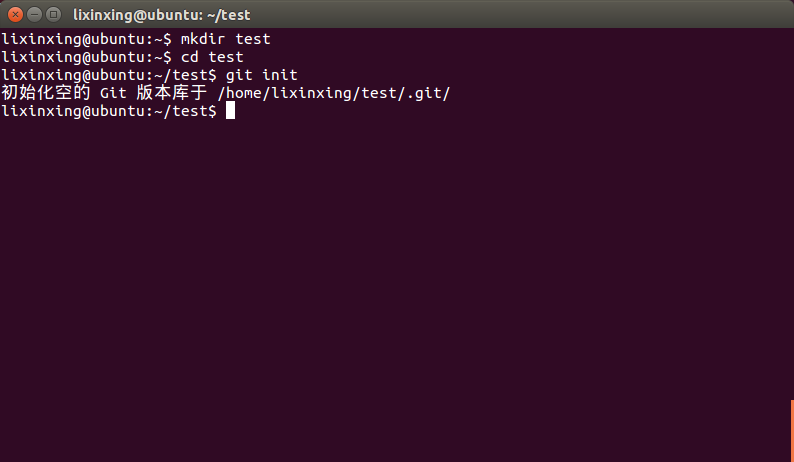 lixinxing@ubuntu: ~/test
lixinxing@ubuntu:~$ mkdir test
lixinxing@ubuntu:~$ cd test
lixinxing@ubuntu:~/test$ git init
初始化空的 Git 版本库于 /home/lixinxing/test/.git/
lixinxing@ubuntu:~/test$